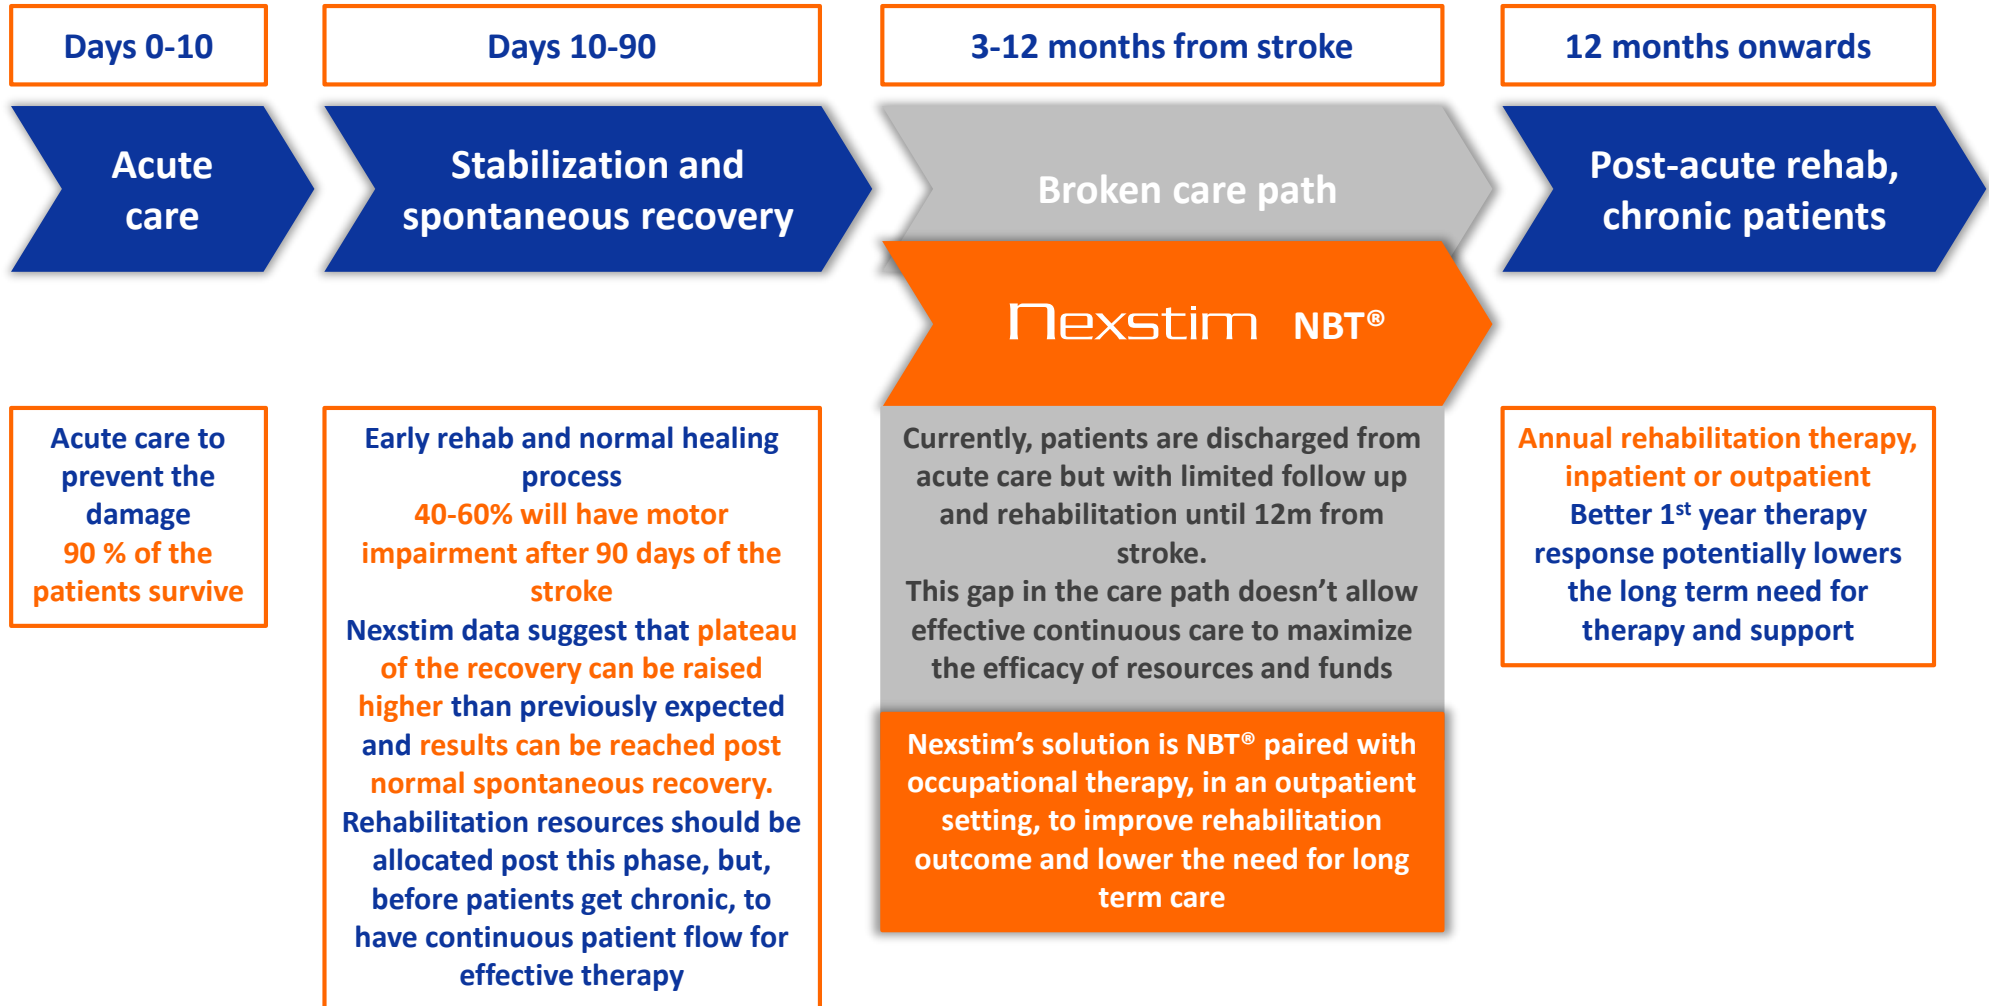 Days 0-10
Days 10-90
3-12 months from stroke
12 months onwards
Acute
care
Stabilization and
spontaneous recovery
Broken care path
Post-acute rehab,
chronic patients
Nexstim NBT®
Acute care to
prevent the
damage
90 % of the
patients survive
Early rehab and normal healing
process
40-60% will have motor
impairment after 90 days of the
stroke
Nexstim data suggest that plateau
of the recovery can be raised
higher than previously expected
and results can be reached post
normal spontaneous recovery.
Rehabilitation resources should be
allocated post this phase, but,
before patients get chronic, to
have continuous patient flow for
effective therapy
Currently, patients are discharged from
acute care but with limited follow up
and rehabilitation until 12m from
stroke.
This gap in the care path doesn’t allow
effective continuous care to maximize
the efficacy of resources and funds
Nexstim’s solution is NBT® paired with
occupational therapy, in an outpatient
setting, to improve rehabilitation
outcome and lower the need for long
term care
Annual rehabilitation therapy,
inpatient or outpatient
Better 1st year therapy
response potentially lowers
the long term need for
therapy and support